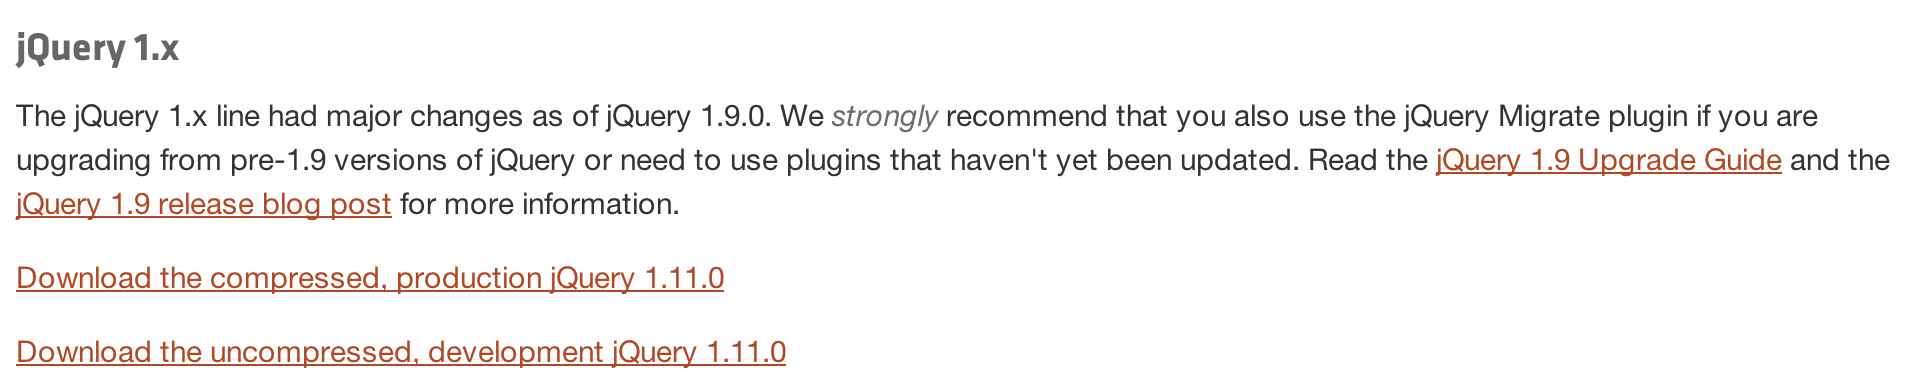 jQuery 1.x
The jQuery 1.x line had major changes as of jQuery 1.9.0. We strongly recommend that you also use the jQuery Migrate plugin if you are
upgrading from pre-1.9 versions of jQuery or need to use plugins that haven't yet been updated. Read the jQuery 1.9 Upgrade Guide and the
jQuery 1.9 release blog post for more information.
Download the compressed, production jQuery 1.11.0
Download the uncompressed, development jQuery 1.11.0